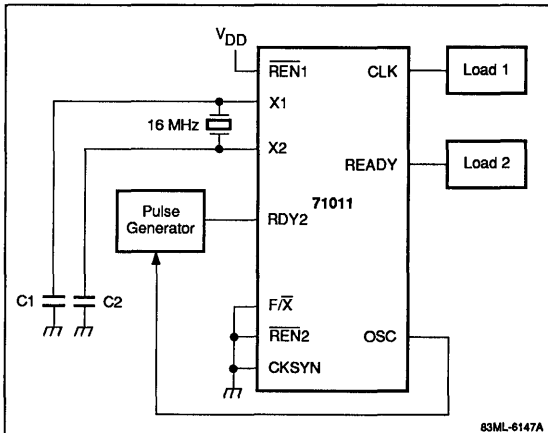 VDD
REN1
CLK
Load 1
X1
16 MHz
X2
READY
Load 2
71011
Pulse
Generator
RDY2
C1
C2
F/X
REN2
OSC
CKSYN
83ML-6147A